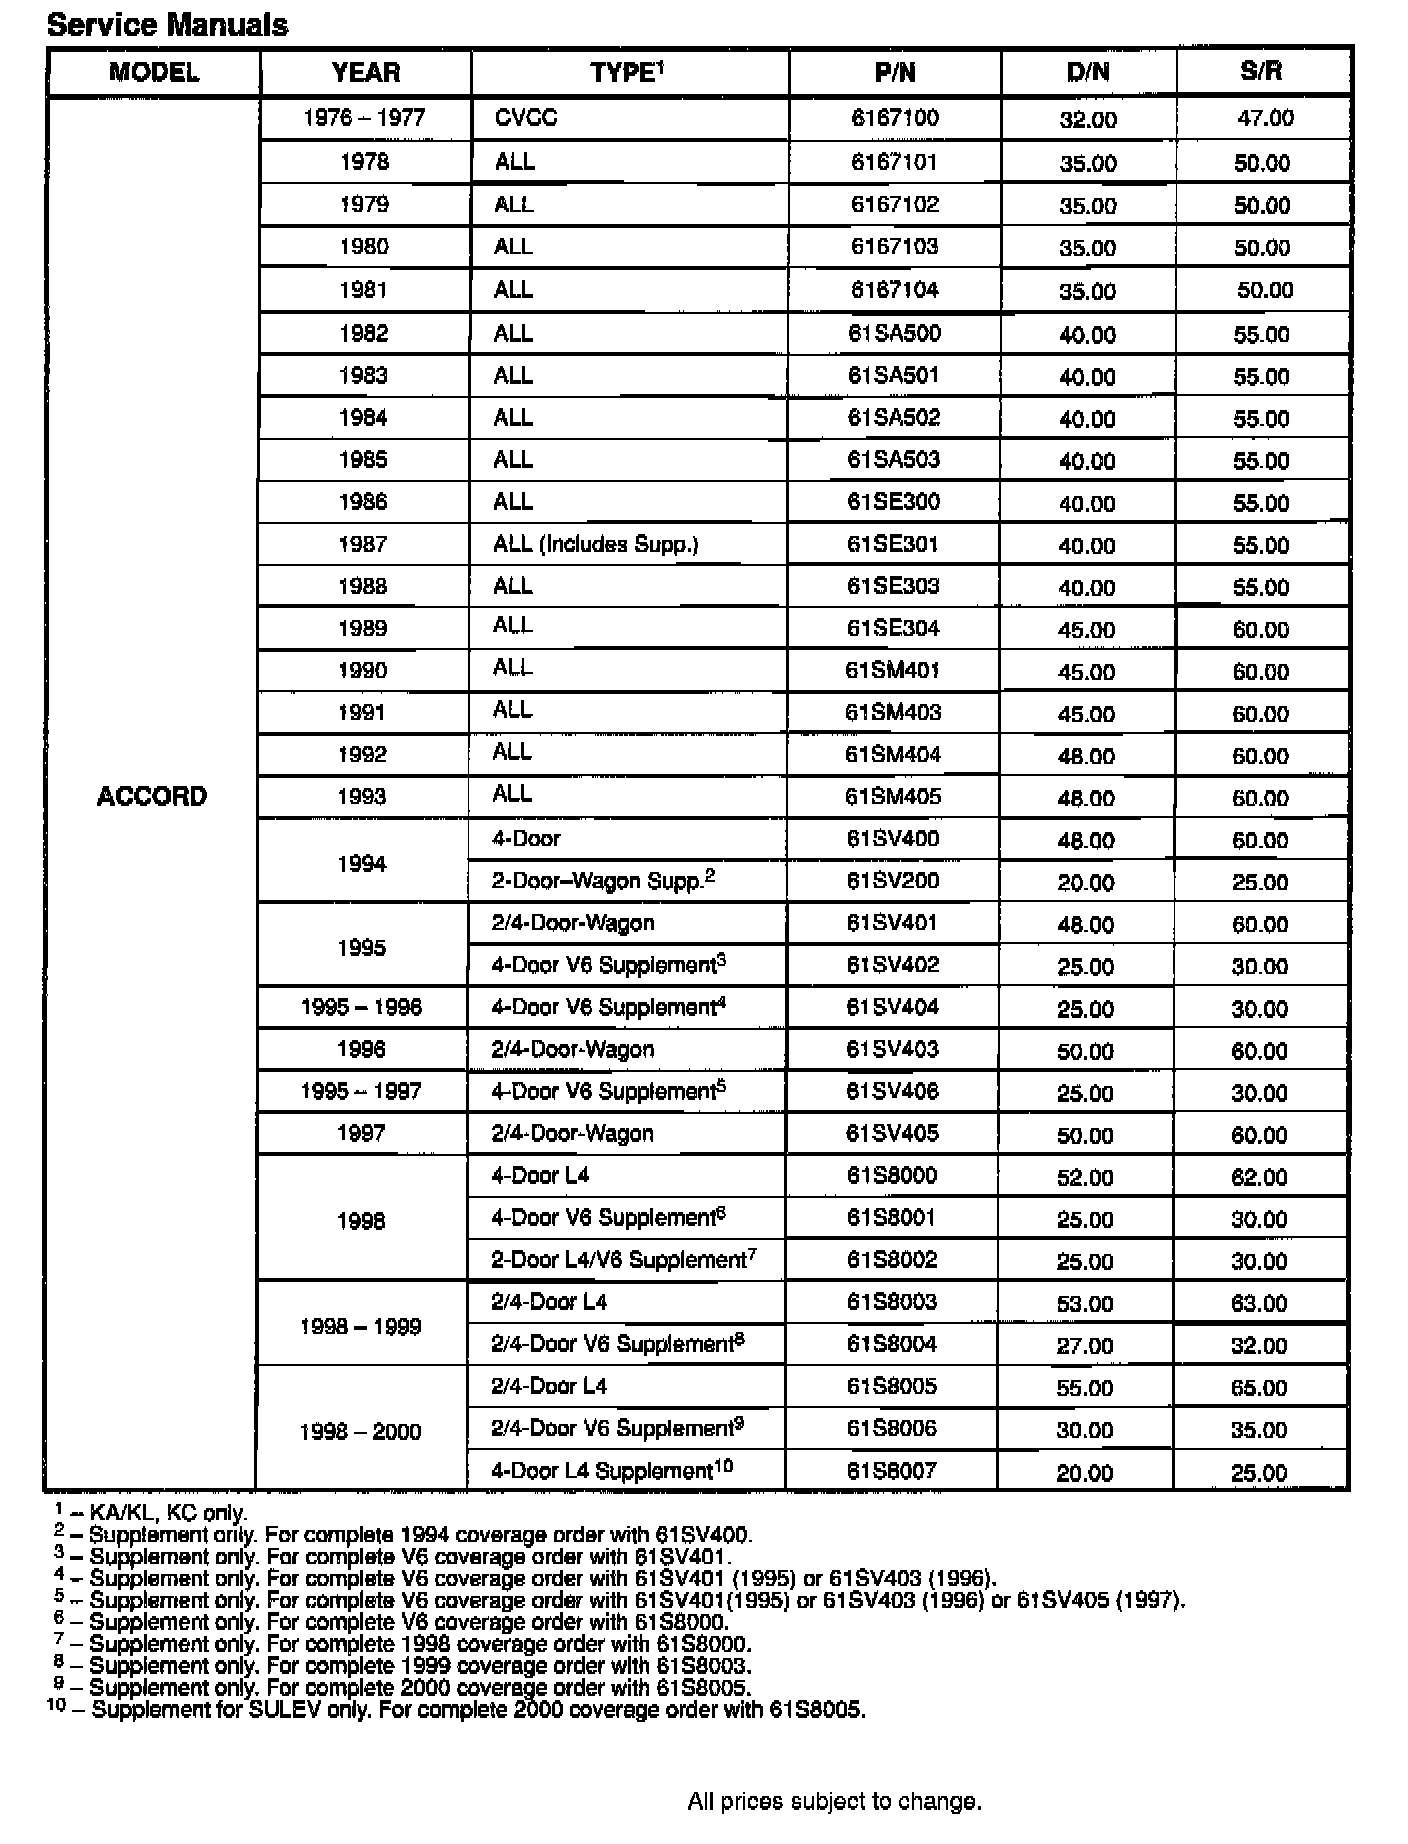 Service Manuals
MODEL YEAR TYPE1 P/N D/N S/R
1976 – 1977 CVCC 6167100 32.00 47.00
1978 ALL 6167101 35.00 50.00
1979 ALL 6167102 35.00 50.00
1980 ALL 6167103 35.00 50.00
1981 ALL 6167104 35.00 50.00
1982 ALL 61SA500 40.00 55.00
1983 ALL 61SA501 40.00 55.00
1984 ALL 61SA502 40.00 55.00
1985 ALL 61SA503 40.00 55.00
1986 ALL 61SE300 40.00 55.00
1987 ALL (Includes Supp.) 61SE301 40.00 55.00
1988 ALL 61SE303 40.00 55.00
1989 ALL 61SE304 45.00 60.00
1990 ALL 61SM401 45.00 60.00
1991 ALL 61SM403 45.00 60.00
1992 ALL 61SM404 48.00 60.00
ACCORD 1993 ALL 61SM405 48.00 60.00
1994 4-Door 61SV400 48.00 60.00
2-Door–Wagon Supp.2 61SV200 20.00 25.00
1995 2/4-Door-Wagon 61SV401 48.00 60.00
4-Door V6 Supplement3 61SV402 25.00 30.00
1995 – 1996 4-Door V6 Supplement4 61SV404 25.00 30.00
1996 2/4-Door-Wagon 61SV403 50.00 60.00
1995 – 1997 4-Door V6 Supplement5 61SV406 25.00 30.00
1997 2/4-Door-Wagon 61SV405 50.00 60.00
1998 4-Door L4 61S8000 52.00 62.00
4-Door V6 Supplement6 61S8001 25.00 30.00
2-Door L4/V6 Supplement7 61S8002 25.00 30.00
1998 – 1999 2/4-Door L4 61S8003 53.00 63.00
2/4-Door V6 Supplement8 61S8004 27.00 32.00
1998 – 2000 2/4-Door L4 61S8005 55.00 65.00
2/4-Door V6 Supplement9 61S8006 30.00 35.00
4-Door L4 Supplement10 61S8007 20.00 25.00
1 – KA/KL, KC only.
2 – Supplement only. For complete 1994 coverage order with 61SV400.
3 – Supplement only. For complete V6 coverage order with 61SV401.
4 – Supplement only. For complete V6 coverage order with 61SV401 (1995) or 61SV403 (1996).
5 – Supplement only. For complete V6 coverage order with 61SV401(1995) or 61SV403 (1996) or 61SV405 (1997).
6 – Supplement only. For complete V6 coverage order with 61S8000.
7 – Supplement only. For complete 1998 coverage order with 61S8000.
8 – Supplement only. For complete 1999 coverage order with 61S8003.
9 – Supplement only. For complete 2000 coverage order with 61S8005.
10 – Supplement for SULEV only. For complete 2000 coverage order with 61S8005.
All prices subject to change.